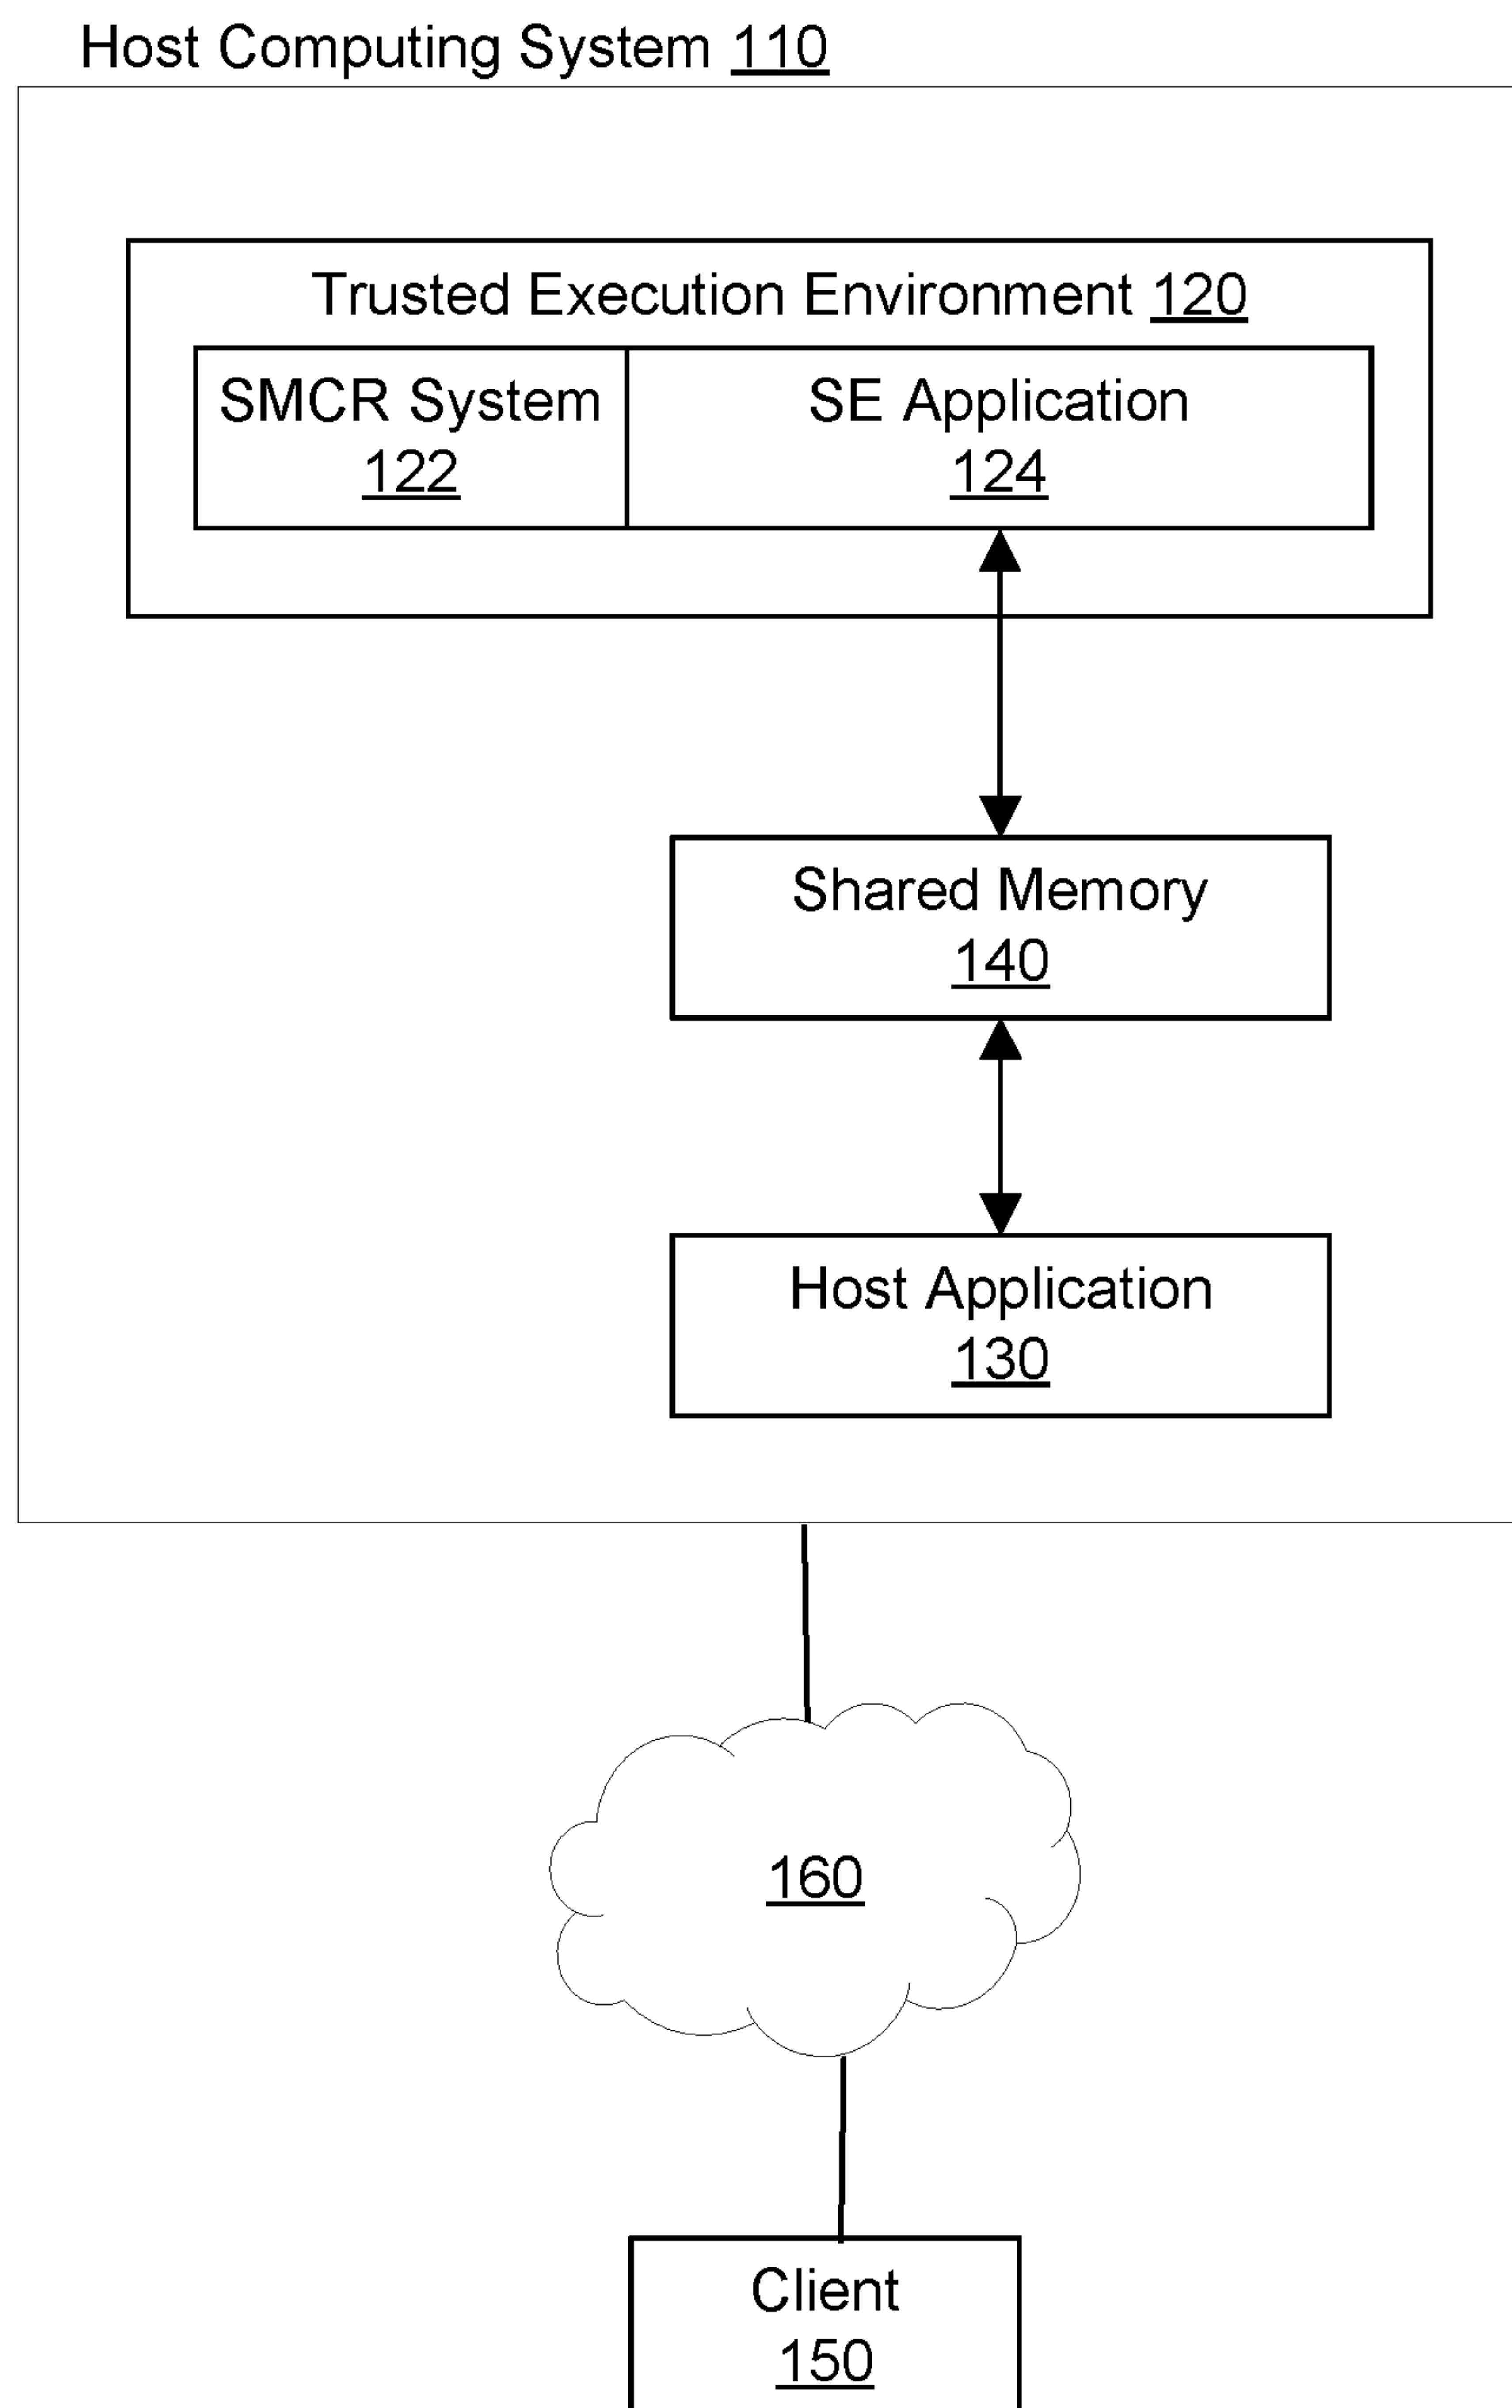 Host Computing System 110
Trusted Execution Environment 120
SMCR System
122
SE Application
124
Shared Memory
140
Host Application
130
160
Client
150